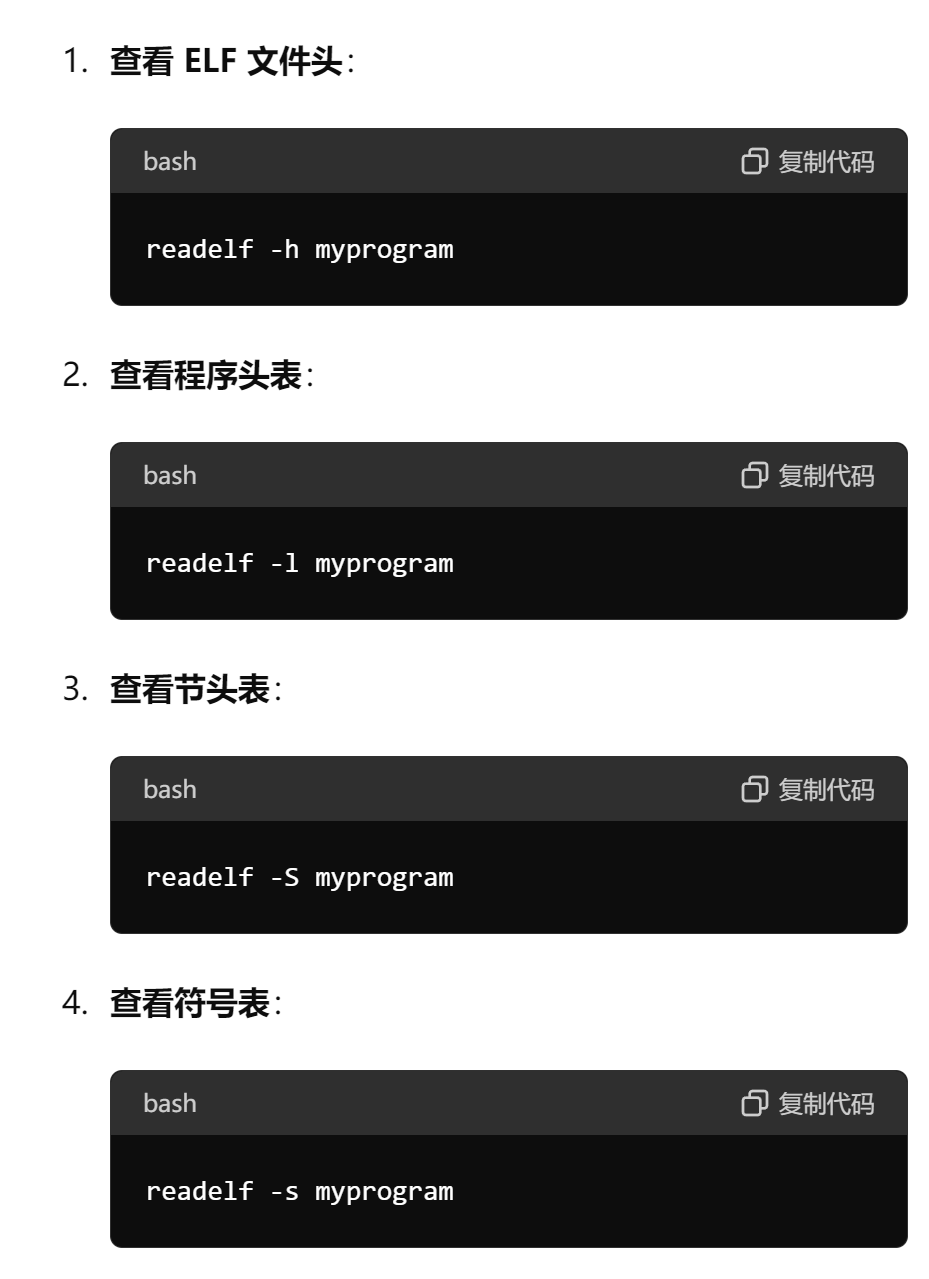 1. 查看 ELF 文件头：
bash 复制代码
readelf -h myprogram
2. 查看程序头表：
bash 复制代码
readelf -l myprogram
3. 查看节头表：
bash 复制代码
readelf -S myprogram
4. 查看符号表：
bash 复制代码
readelf -s myprogram